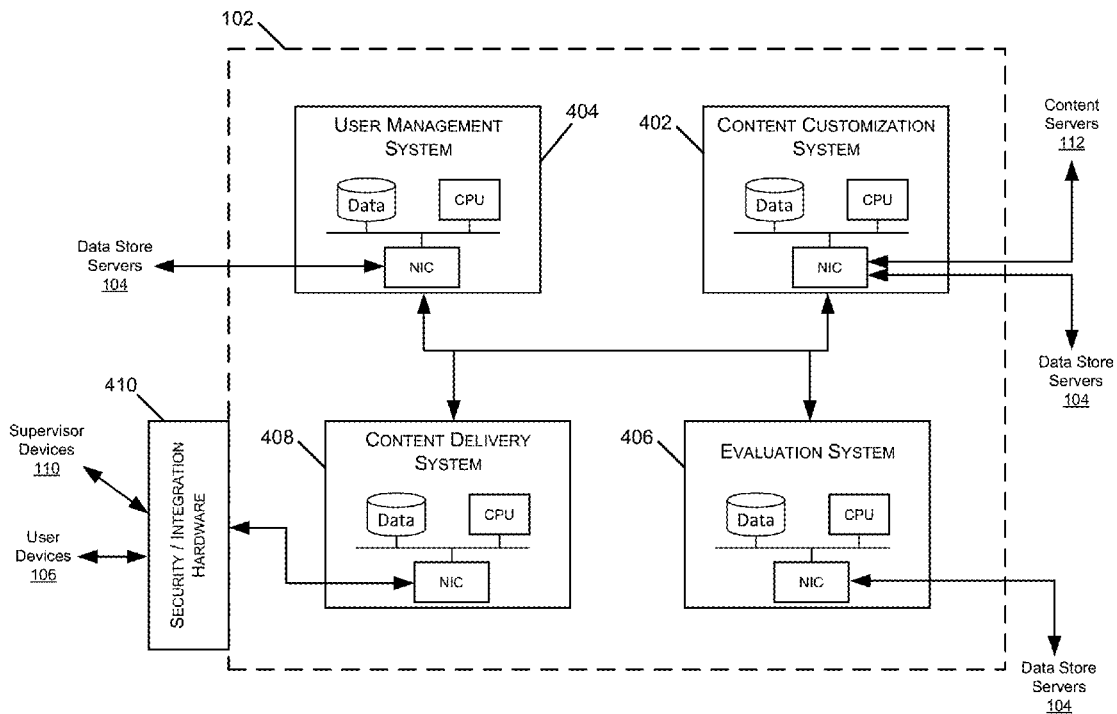 102
USER MANAGEMENT
SYSTEM
Data
CPU
NIC
404
402
CONTENT CUSTOMIZATION
SYSTEM
Data
CPU
NIC
Content
Servers
112
Data Store
Servers
104
Data Store
Servers
104
410
Supervisor
Devices
110
User
Devices
106
SECURITY / INTEGRATION
HARDWARE
408
CONTENT DELIVERY
SYSTEM
Data
CPU
NIC
406
EVALUATION SYSTEM
Data
CPU
NIC
Data Store
Servers
104